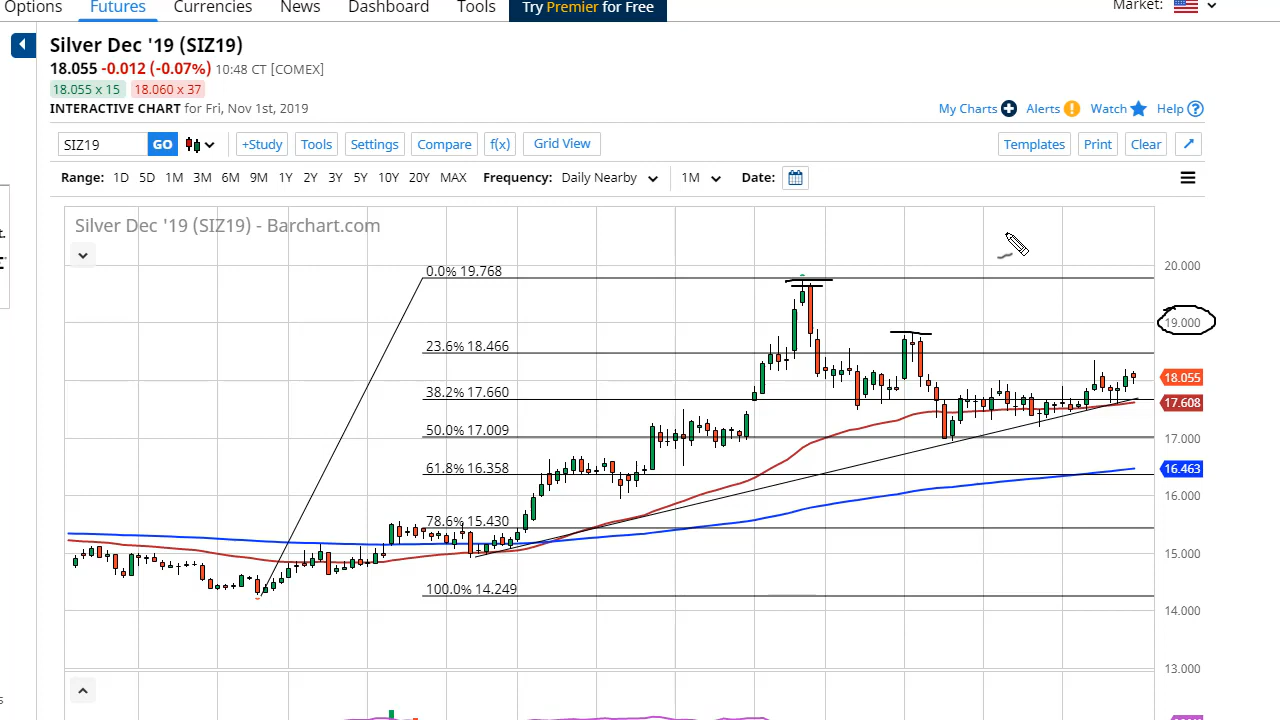 Options Futures Currencies News Dashboard Tools Try Premier for Free Market:
Silver Dec '19 (SIZ19)
18.055 -0.012 (-0.07%) 10:48 CT [COMEX]
18.055 x 15 18.060 x 37
INTERACTIVE CHART for Fri, Nov 1st, 2019
My Charts Alerts Watch Help
SIZ19 GO +Study Tools Settings Compare f(x) Grid View Templates Print Clear
Range: 1D 5D 1M 3M 6M 9M 1Y 2Y 3Y 5Y 10Y 20Y MAX Frequency: Daily Nearby 1M Date:
Silver Dec '19 (SIZ19) - Barchart.com
20.000
0.0% 19.768
19.000
23.6% 18.466
18.055
38.2% 17.660
17.608
50.0% 17.009
17.000
61.8% 16.358
16.463
16.000
78.6% 15.430
15.000
100.0% 14.249
14.000
13.000